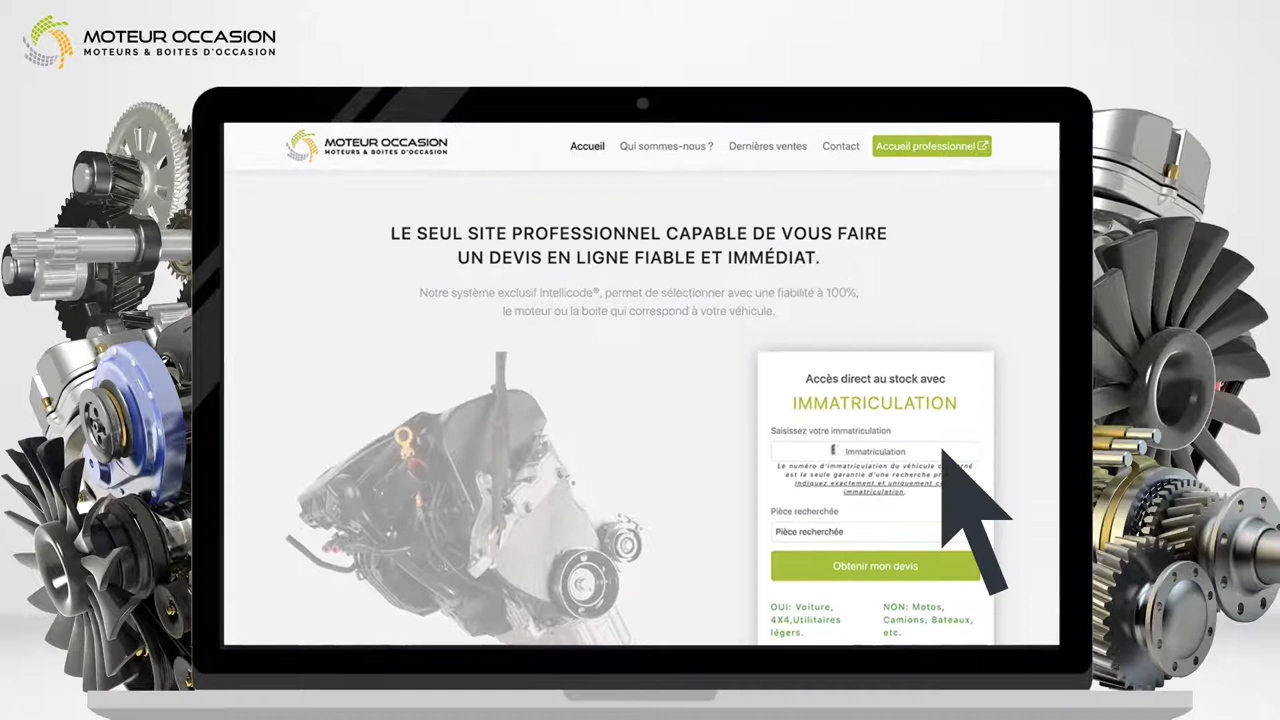 MOTEUR OCCASION
MOTEURS & BOITES D'OCCASION
MOTEUR OCCASION
MOTEURS & BOITES D'OCCASION
Accueil
Qui sommes-nous ?
Dernières ventes
Contact
Accueil professionnel
LE SEUL SITE PROFESSIONNEL CAPABLE DE VOUS FAIRE
UN DEVIS EN LIGNE FIABLE ET IMMÉDIAT.
Notre système exclusif Intellicode®, permet de sélectionner avec une fiabilité à 100%,
le moteur ou la boite qui correspond à votre véhicule.
Accès direct au stock avec
IMMATRICULATION
Saisissez votre immatriculation
Immatriculation
Le numéro d'immatriculation du véhicule
est la seule garantie d'une recherche
indiquez exactement et uniquement
immatriculation.
Pièce recherchée
Pièce recherchée
Obtenir mon devis
OUI: Voiture,
4X4,Utilitaires
légers.
NON: Motos,
Camions, Bateaux,
etc.